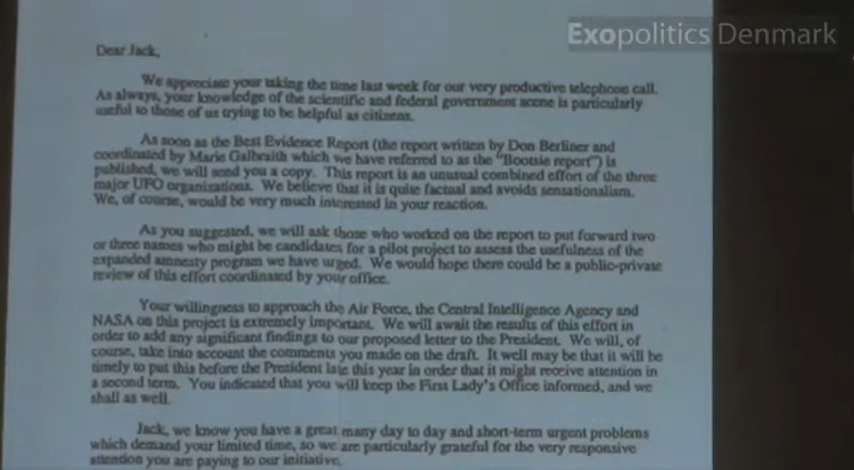 Exopolitics Denmark
Dear Jack,
We appreciate your taking the time last week for our very productive telephone call.
As always, your knowledge of the scientific and federal government scene is particularly
useful to those of us trying to be helpful as citizens.
As soon as the Best Evidence Report (the report written by Don Berliner and
coordinated by Marie Galbraith which we have referred to as the "Bootsie report") is
published, we will send you a copy. This report is an unusual combined effort of the three
major UFO organizations. We believe that it is quite factual and avoids sensationalism.
We, of course, would be very much interested in your reaction.
As you suggested, we will ask those who worked on the report to put forward two
or three names who might be candidates for a pilot project to assess the usefulness of the
expanded amnesty program we have urged. We would hope there could be a public-private
review of this effort coordinated by your office.
Your willingness to approach the Air Force, the Central Intelligence Agency and
NASA on this project is extremely important. We will await the results of this effort in
order to add any significant findings to our proposed letter to the President. We will, of
course, take into account the comments you made on the draft. It well may be that it will be
timely to put this before the President late this year in order that it might receive attention in
a second term. You indicated that you will keep the First Lady's Office informed, and we
shall as well.
Jack, we know you have a great many day to day and short-term urgent problems
which demand your limited time, so we are particularly grateful for the very responsive
attention you are paying to our initiative.